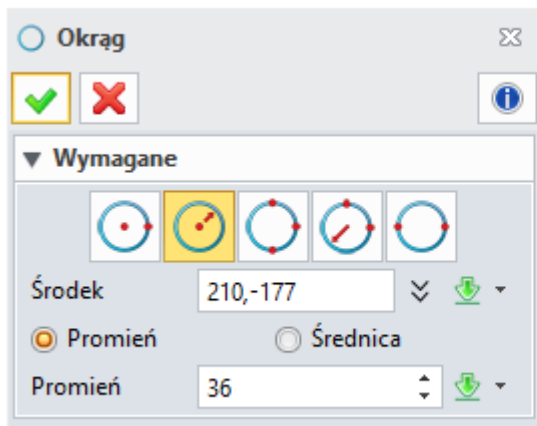 Okrąg
Wymagane
Środek 210,-177
Promień Średnica
Promień 36